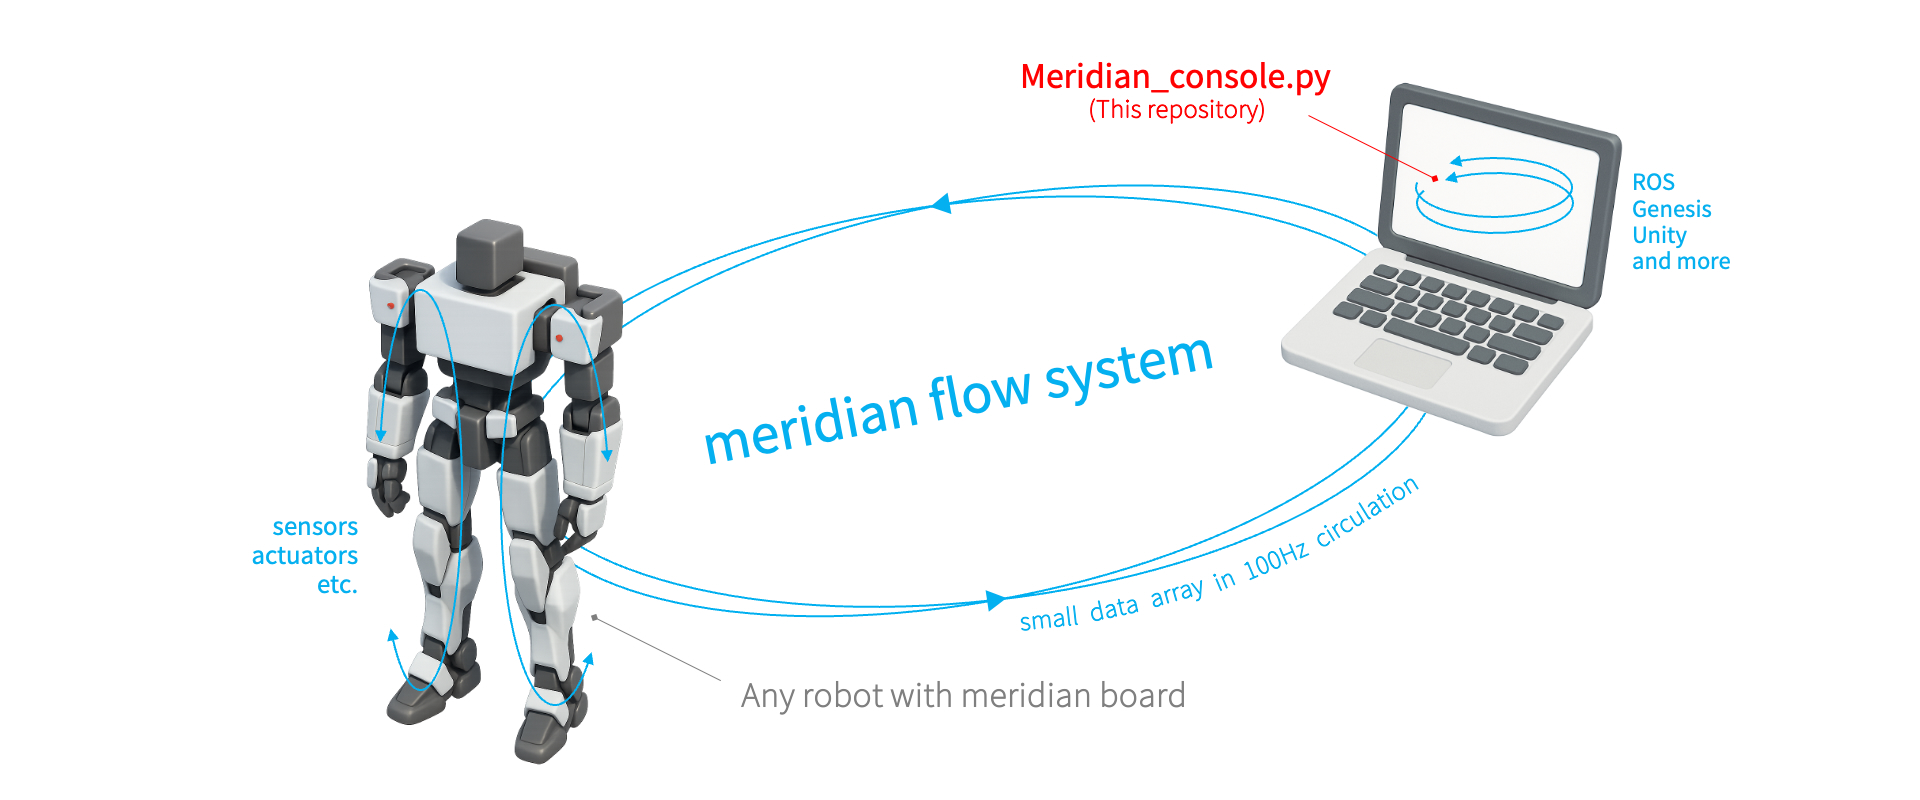 Meridian_console.py
(This repository)
ROS
Genesis
Unity
and more
meridian flow system
sensors
actuators
etc.
small data array in 100Hz circulation
Any robot with meridian board